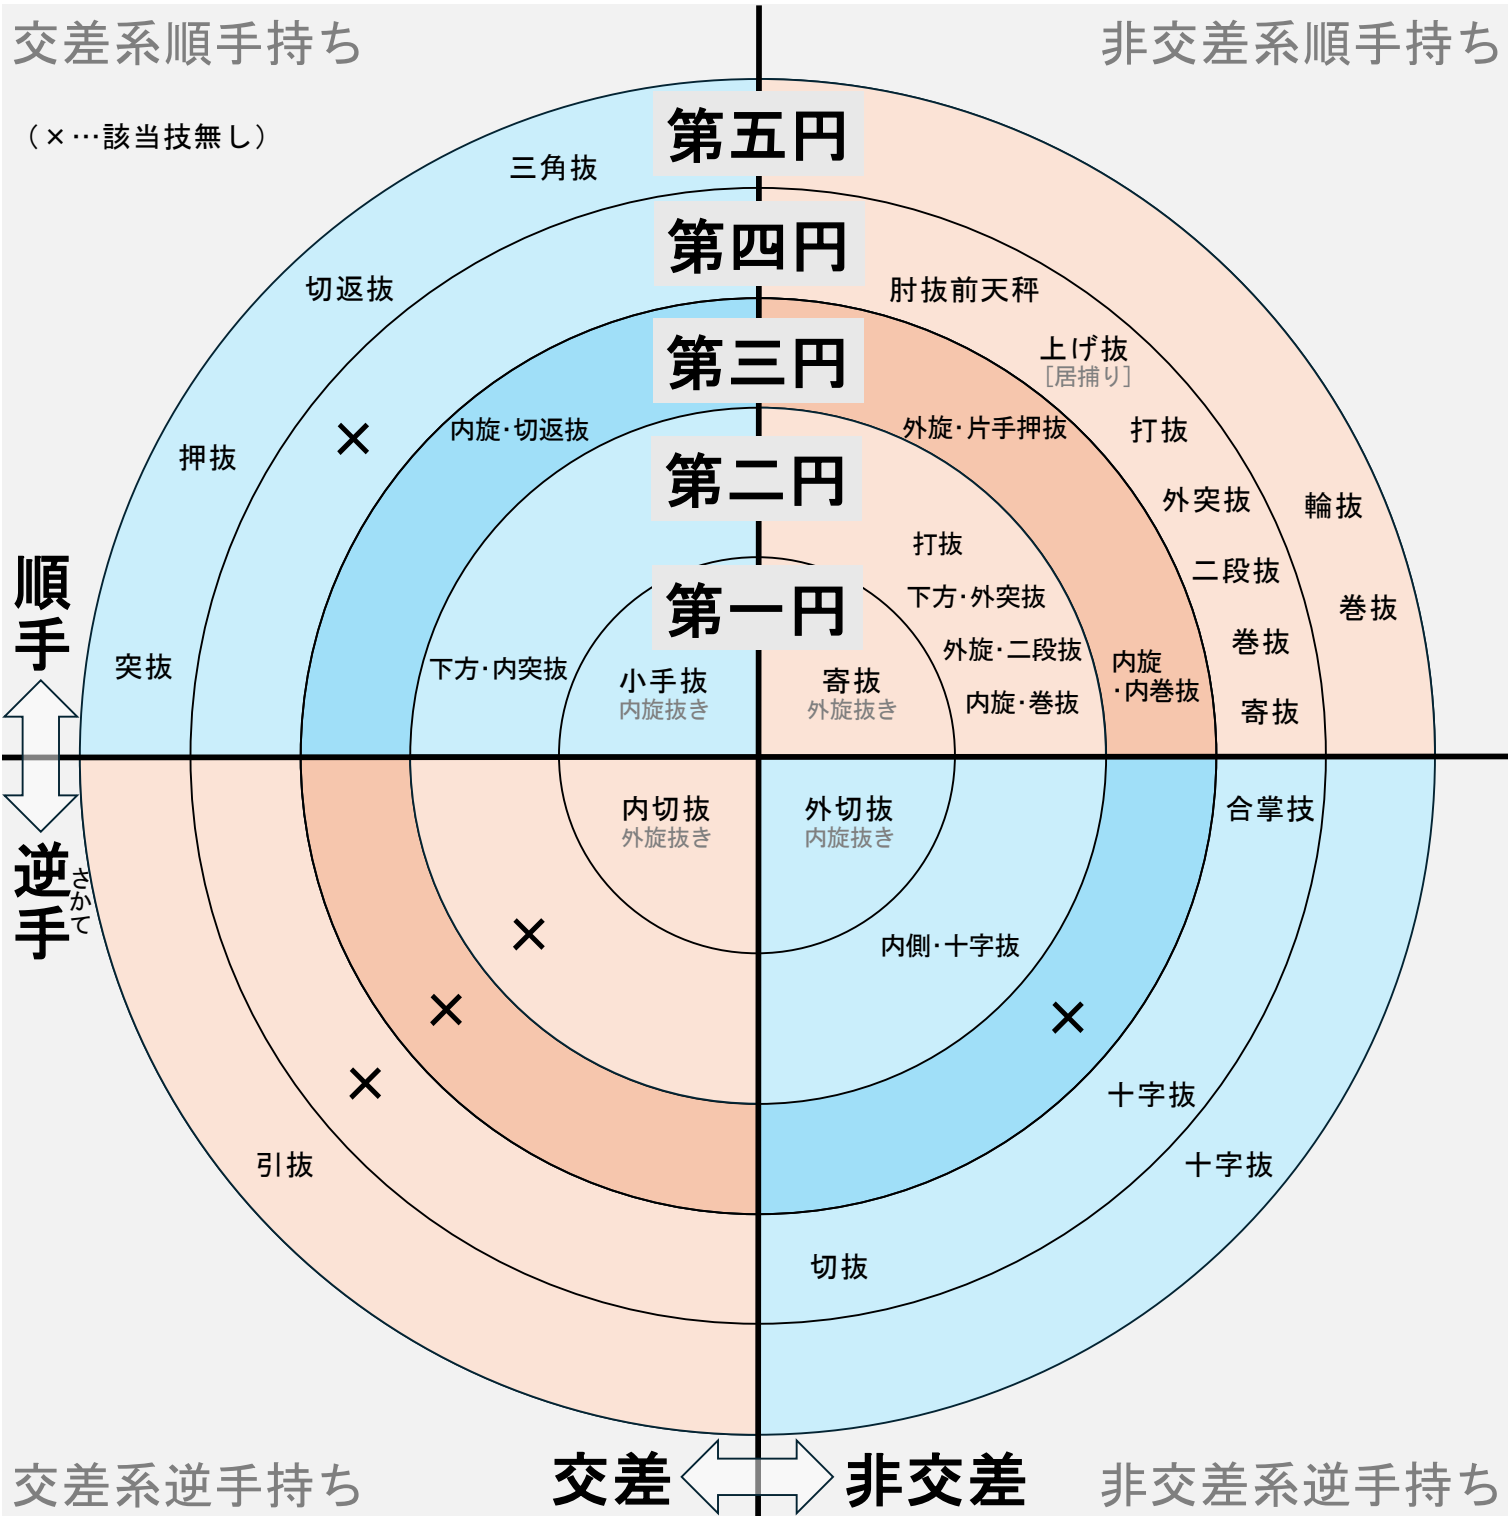 交差系順手持ち
非交差系順手持ち
（×…該当技無し）
第五円
三角抜
第四円
切返抜
肘抜前天秤
第三円
上げ抜
[居捕り]
内旋・切返抜
外旋・片手押抜
打抜
×
押抜
第二円
外突抜
輪抜
打抜
二段抜
下方・外突抜
巻抜
第一円
外旋・二段抜
巻抜
順手
突抜
下方・内突抜
小手抜
内旋抜き
寄抜
外旋抜き
内旋・巻抜
内旋
・内巻抜
寄抜
内切抜
外旋抜き
外切抜
内旋抜き
合掌技
逆手
さかて
×
内側・十字抜
×
×
×
十字抜
引抜
十字抜
切抜
交差系逆手持ち
交差
非交差
非交差系逆手持ち